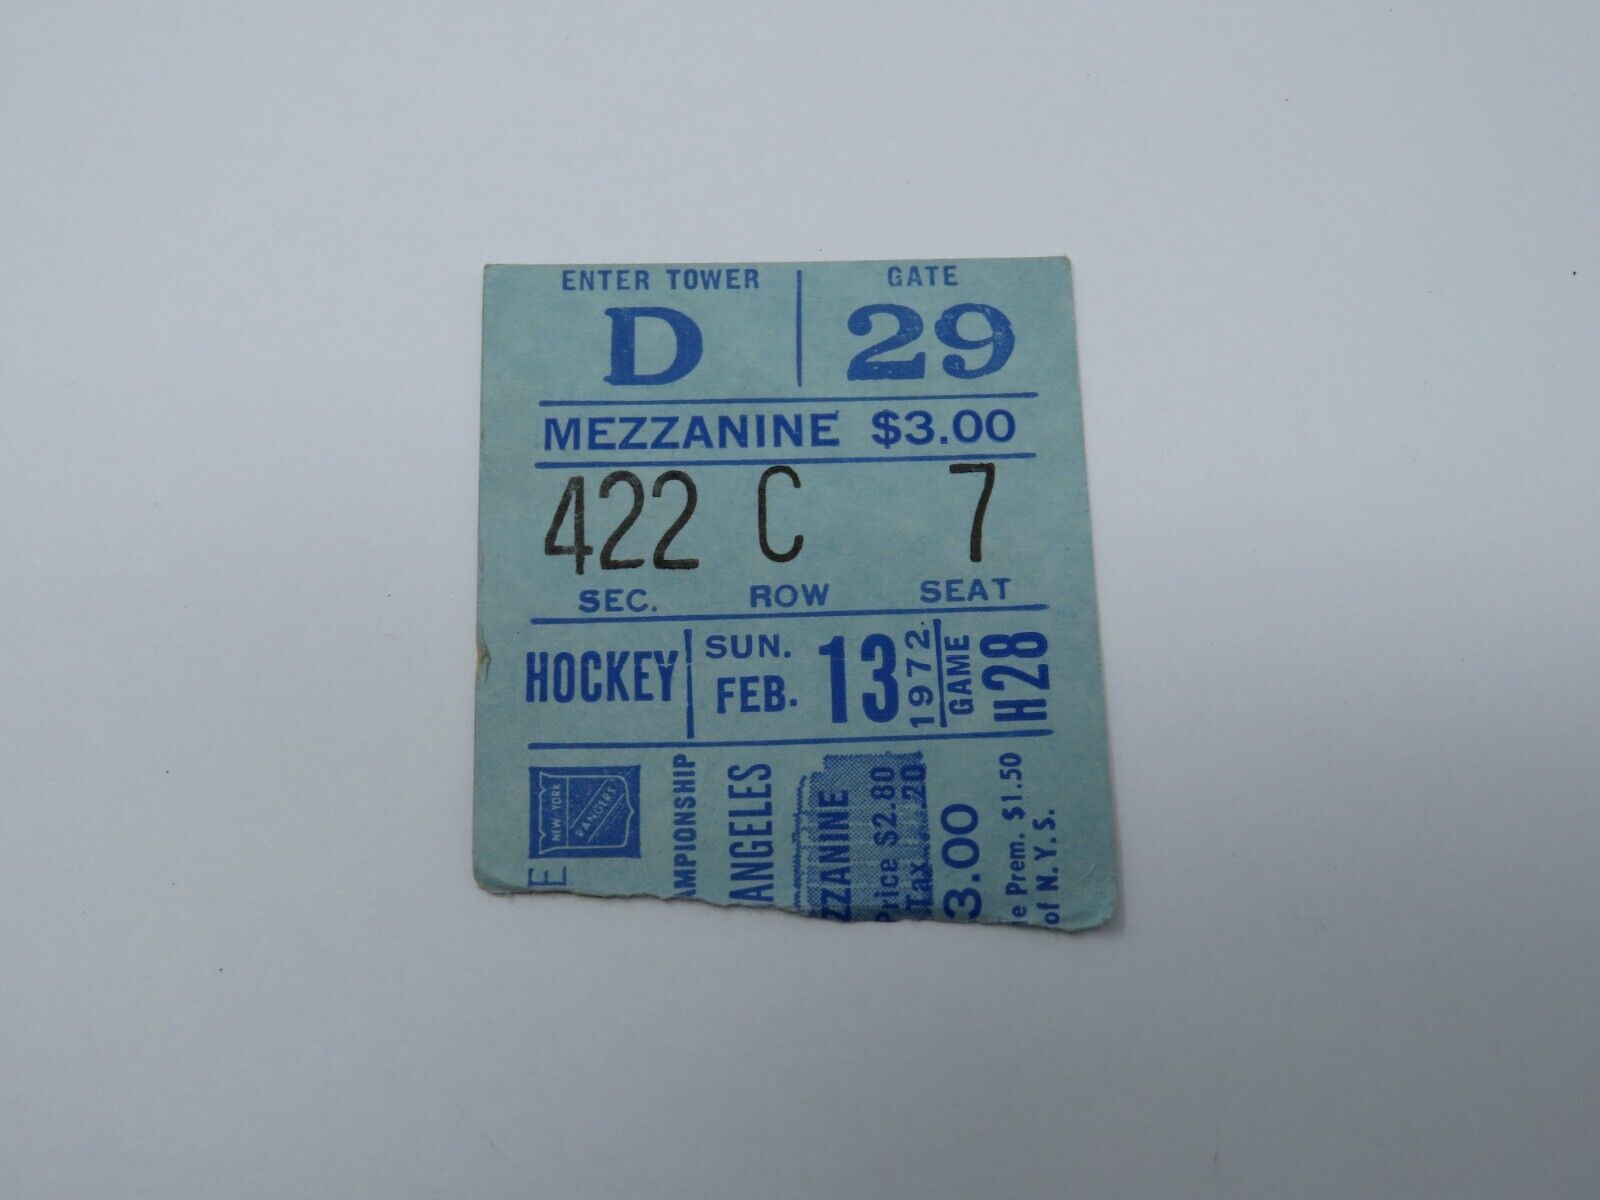 ENTER TOWER GATE
D 29
MEZZANINE $3.00
422 C 7
SEC. ROW SEAT
HOCKEY SUN. FEB. 13 1972 GAME H28
NEW YORK
RANGERS
E
AMPIONSHIP
ANGELES
ZZANINE
Price $2.80
Tax .20
3.00
e Prem. $1.50
of N.Y.S.